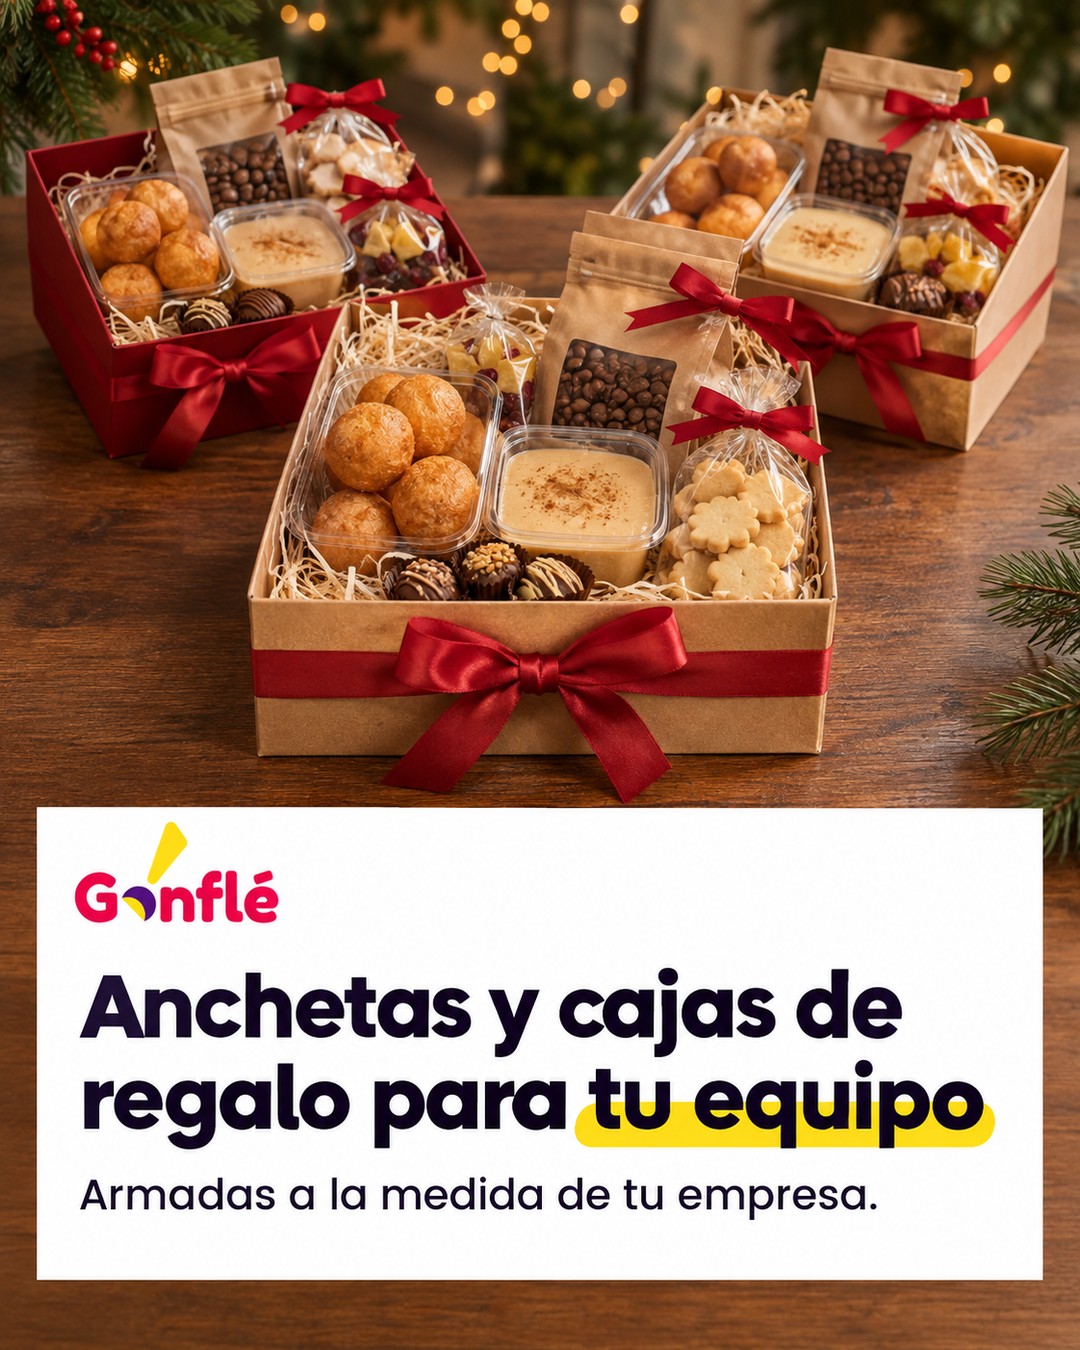 Gonflé
Anchetas y cajas de
regalo para tu equipo
Armadas a la medida de tu empresa.